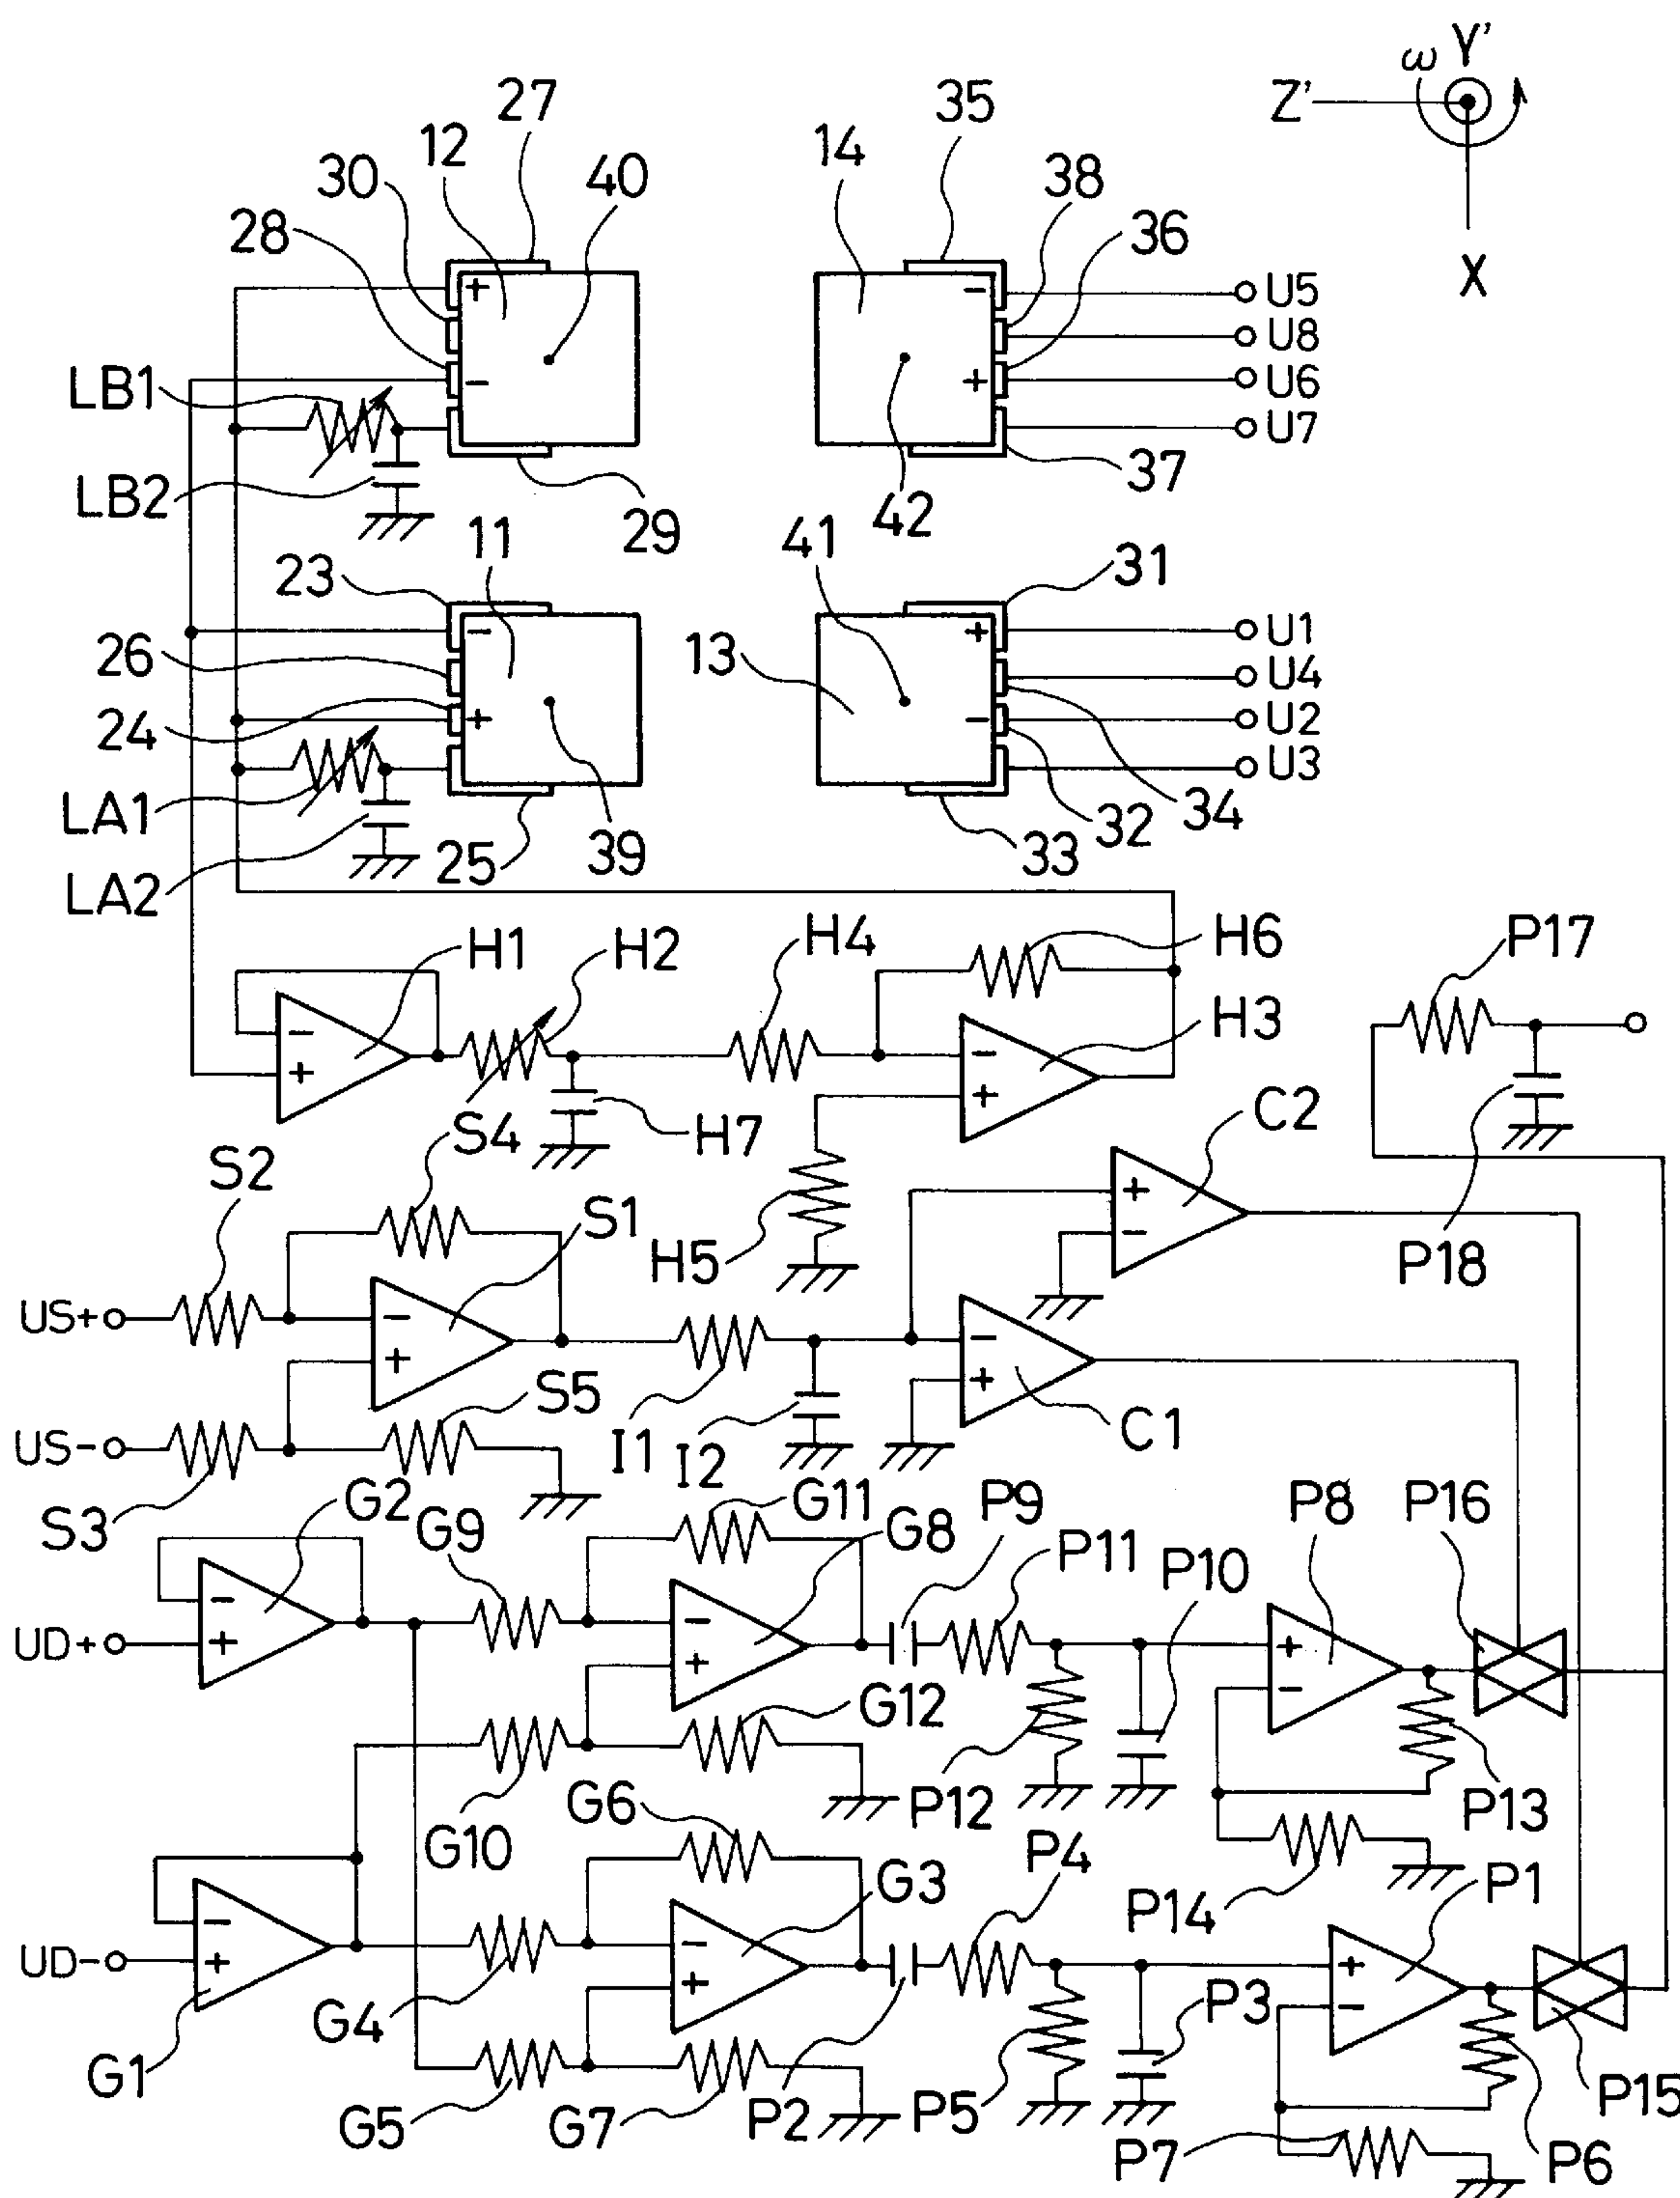 ω Y'
Z'
X
27
35
12
14
30
40
38
28
36
+
-
U5
U8
-
+
U6
LB1
U7
37
LB2
29
42
11
41
31
23
-
+
U1
26
13
U4
24
+
-
U2
U3
LA1
34
39
32
25
33
LA2
H1
H2
H4
H6
P17
-
H3
-
+
+
S4
H7
C2
S2
S1
+
H5
-
P18
US+
-
-
+
S5
+
US-
I1
I2
C1
S3
G2
G9
G11
G8
P9
P11
P10
P8
P16
-
-
UD+
+
+
+
-
G12
P12
P13
G10
G6
P4
G3
P14
P1
-
-
UD-
+
+
+
-
G4
P3
G1
G5
G7
P2
P5
P15
P7
P6